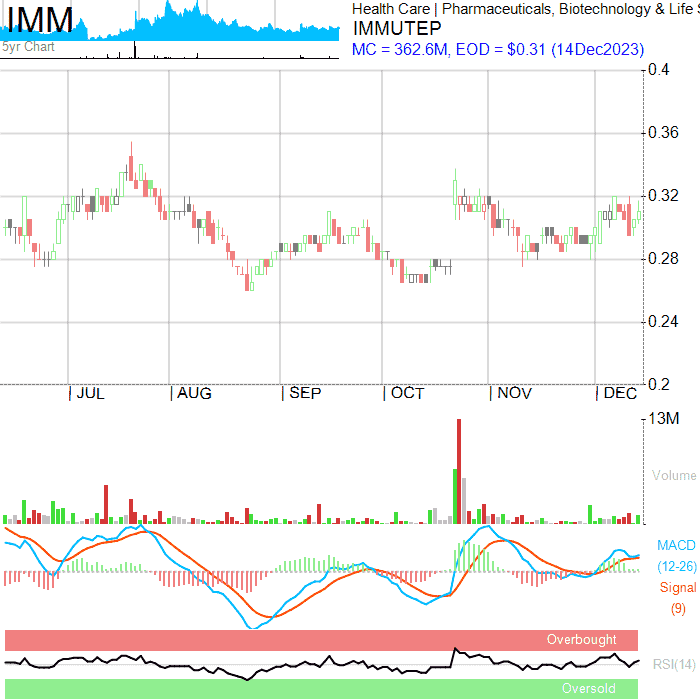 IMM
5yr Chart
Health Care | Pharmaceuticals, Biotechnology & Life
IMMUTEP
MC = 362.6M, EOD = $0.31 (14Dec2023)
0.4
0.36
0.32
0.28
0.24
0.2
JUL AUG SEP OCT NOV DEC
13M
Volume
MACD
(12-26)
Signal
(9)
Overbought
RSI(14)
Oversold